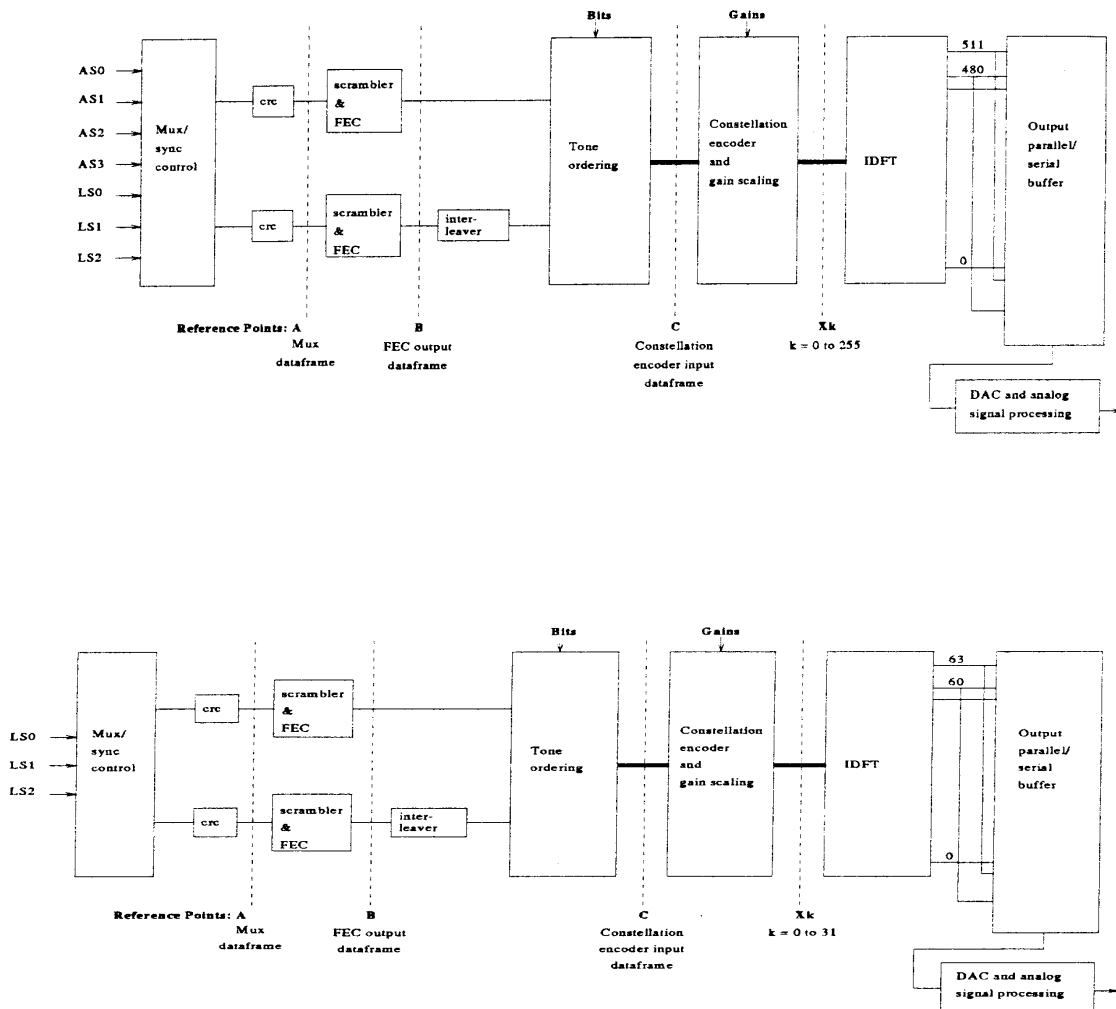 Bits
Gains
AS0
AS1
AS2
AS3
LS0
LS1
LS2
Mux/
sync
control
crc
scrambler
&
FEC
crc
scrambler
&
FEC
inter-
leaver
Tone
ordering
Constellation
encoder
and
gain scaling
IDFT
511
480
0
Output
parallel/
serial
buffer
Reference Points: A
Mux
dataframe
B
FEC output
dataframe
C
Constellation
encoder input
dataframe
Xk
k = 0 to 255
DAC and analog
signal processing
Bits
Gains
LS0
LS1
LS2
Mux/
sync
control
crc
scrambler
&
FEC
crc
scrambler
&
FEC
inter-
leaver
Tone
ordering
Constellation
encoder
and
gain scaling
IDFT
63
60
0
Output
parallel/
serial
buffer
Reference Points: A
Mux
dataframe
B
FEC output
dataframe
C
Constellation
encoder input
dataframe
Xk
k = 0 to 31
DAC and analog
signal processing